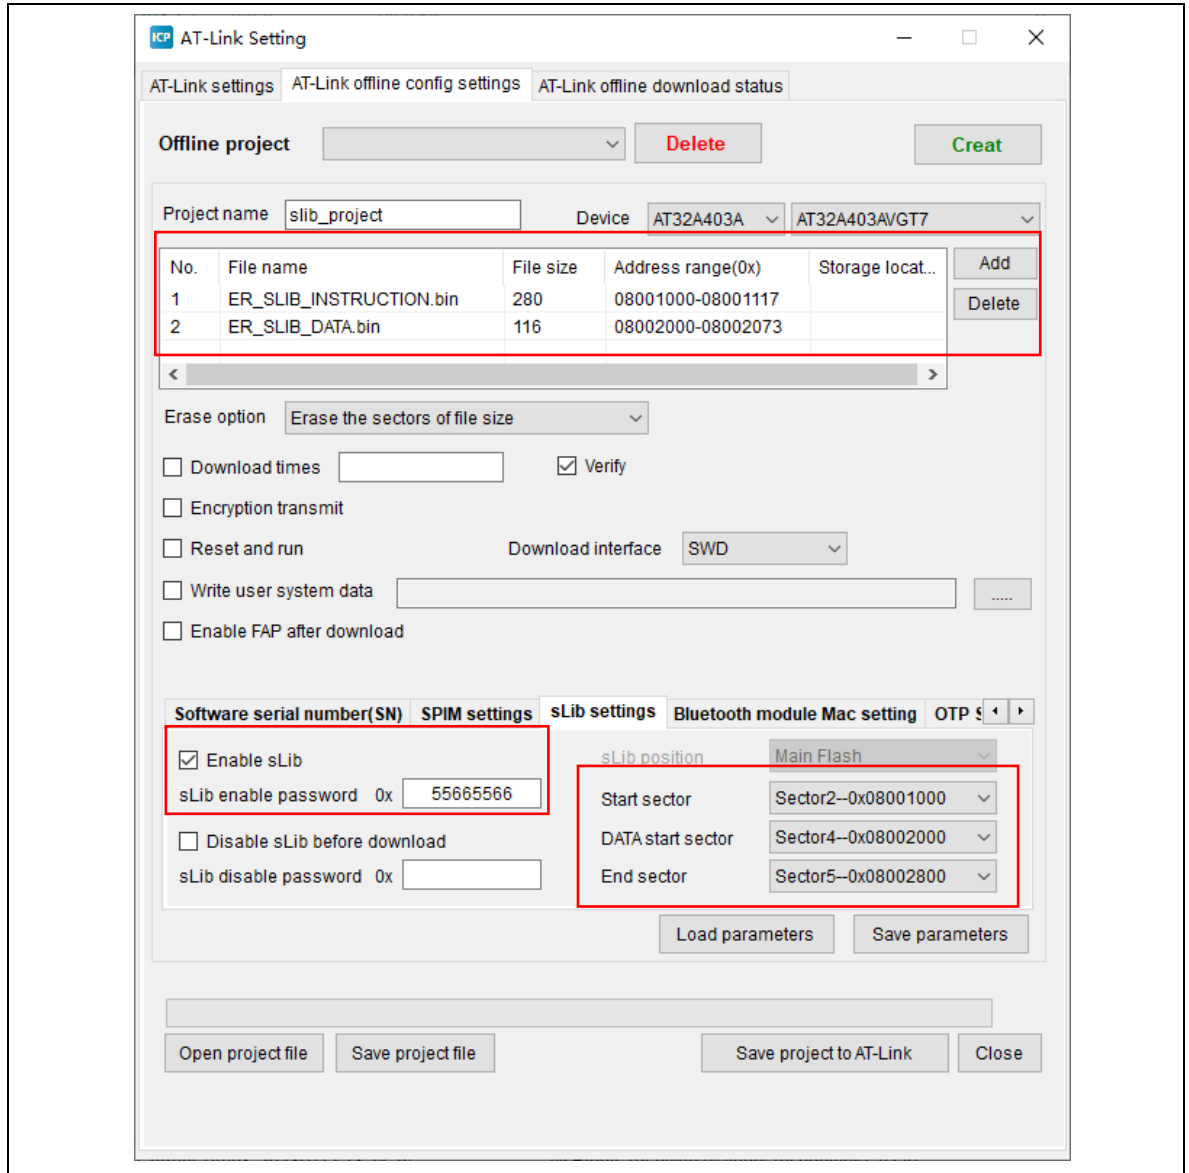 ICP AT-Link Setting
AT-Link settings AT-Link offline config settings AT-Link offline download status
Offline project Delete Creat
Project name slib_project Device AT32A403A AT32A403AVGT7
No. File name File size Address range(0x) Storage locat... Add
1 ER_SLIB_INSTRUCTION.bin 280 08001000-08001117 Delete
2 ER_SLIB_DATA.bin 116 08002000-08002073
Erase option Erase the sectors of file size
Download times Verify
Encryption transmit
Reset and run Download interface SWD
Write user system data .....
Enable FAP after download
Software serial number(SN) SPIM settings sLib settings Bluetooth module Mac setting OTP
Enable sLib sLib position Main Flash
sLib enable password 0x 55665566 Start sector Sector2--0x08001000
Disable sLib before download DATA start sector Sector4--0x08002000
sLib disable password 0x End sector Sector5--0x08002800
Load parameters Save parameters
Open project file Save project file Save project to AT-Link Close